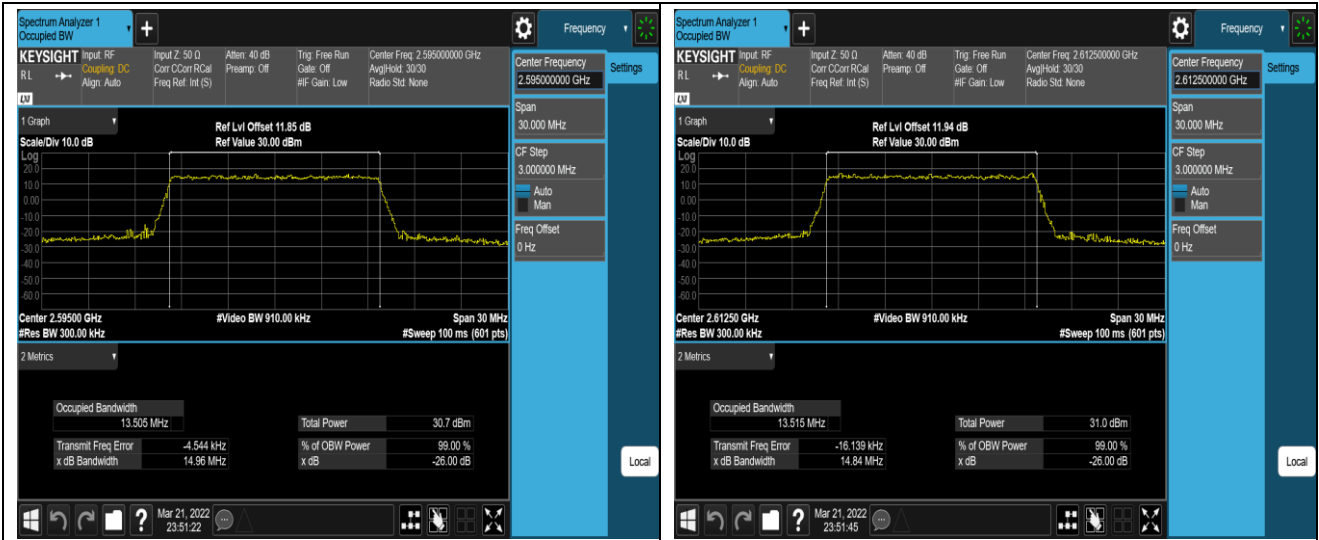 Spectrum Analyzer 1
Occupied BW
+
Frequency
KEYSIGHT Input: RF
RL
Coupling: DC
Align: Auto
Input Z: 50 Ω
Corr CCorr RCal
Freq Ref: Int (S)
Atten: 40 dB
Preamp: Off
Trig: Free Run
Gate: Off
#IF Gain: Low
Center Freq: 2.595000000 GHz
Avg|Hold: 30/30
Radio Std: None
LXI
Center Frequency
2.595000000 GHz
Settings
Span
30.000 MHz
CF Step
3.000000 MHz
Auto
Man
Freq Offset
0 Hz
1 Graph
Ref Lvl Offset 11.85 dB
Scale/Div 10.0 dB
Ref Value 30.00 dBm
Log
20.0
10.0
0.00
-10.0
-20.0
-30.0
-40.0
-50.0
-60.0
Center 2.59500 GHz
#Video BW 910.00 kHz
Span 30 MHz
#Res BW 300.00 kHz
#Sweep 100 ms (601 pts)
2 Metrics
Occupied Bandwidth
13.505 MHz
Total Power 30.7 dBm
Transmit Freq Error -4.544 kHz
% of OBW Power 99.00 %
x dB Bandwidth 14.96 MHz
x dB -26.00 dB
Local
?
Mar 21, 2022
23:51:22
Spectrum Analyzer 1
Occupied BW
+
Frequency
KEYSIGHT Input: RF
RL
Coupling: DC
Align: Auto
Input Z: 50 Ω
Corr CCorr RCal
Freq Ref: Int (S)
Atten: 40 dB
Preamp: Off
Trig: Free Run
Gate: Off
#IF Gain: Low
Center Freq: 2.612500000 GHz
Avg|Hold: 30/30
Radio Std: None
LXI
Center Frequency
2.612500000 GHz
Settings
Span
30.000 MHz
CF Step
3.000000 MHz
Auto
Man
Freq Offset
0 Hz
1 Graph
Ref Lvl Offset 11.94 dB
Scale/Div 10.0 dB
Ref Value 30.00 dBm
Log
20.0
10.0
0.00
-10.0
-20.0
-30.0
-40.0
-50.0
-60.0
Center 2.61250 GHz
#Video BW 910.00 kHz
Span 30 MHz
#Res BW 300.00 kHz
#Sweep 100 ms (601 pts)
2 Metrics
Occupied Bandwidth
13.515 MHz
Total Power 31.0 dBm
Transmit Freq Error -16.139 kHz
% of OBW Power 99.00 %
x dB Bandwidth 14.84 MHz
x dB -26.00 dB
Local
?
Mar 21, 2022
23:51:45